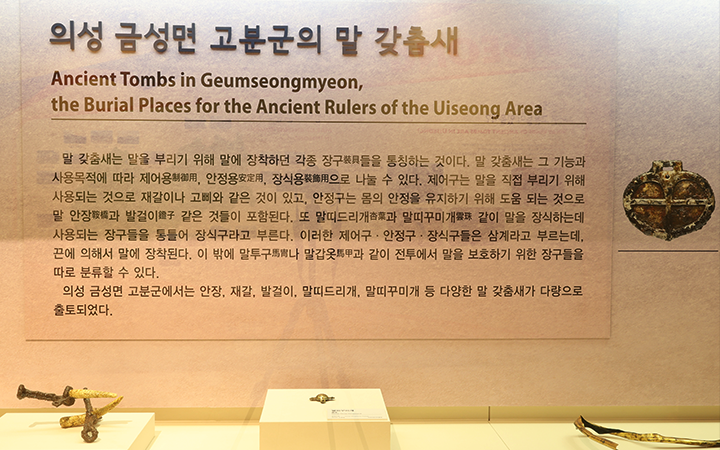 의성 금성면 고분군의 말 갖춤새
Ancient Tombs in Geumseongmyeon,
the Burial Places for the Ancient Rulers of the Uiseong Area
말 갖춤새는 말을 부리기 위해 말에 장착하던 각종 장구裝具들을 통칭하는 것이다. 말 갖춤새는 그 기능과
사용목적에 따라 제어용制御用, 안정용安定用, 장식용裝飾用으로 나눌 수 있다. 제어구는 말을 직접 부리기 위해
사용되는 것으로 재갈이나 고삐와 같은 것이 있고, 안정구는 몸의 안정을 유지하기 위해 도움 되는 것으로
말 안장鞍橋과 발걸이鐙子 같은 것들이 포함된다. 또 말띠드리개杏葉과 말띠꾸미개雲珠 같이 말을 장식하는데
사용되는 장구들을 통틀어 장식구라고 부른다. 이러한 제어구·안정구·장식구들은 삼계라고 부르는데,
끈에 의해서 말에 장착된다. 이 밖에 말투구馬冑나 말갑옷馬甲과 같이 전투에서 말을 보호하기 위한 장구들을
따로 분류할 수 있다.
의성 금성면 고분군에서는 안장, 재갈, 발걸이, 말띠드리개, 말띠꾸미개 등 다양한 말 갖춤새가 다량으로
출토되었다.